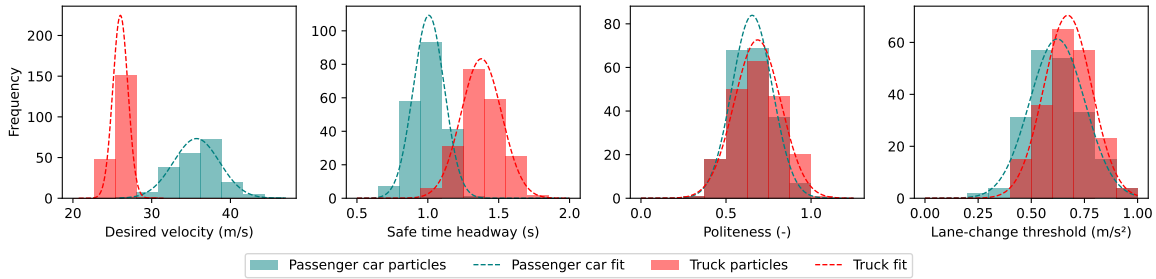 Frequency
200
150
100
50
0
20 30 40
Desired velocity (m/s)
100
80
60
40
20
0
0.5 1.0 1.5 2.0
Safe time headway (s)
80
60
40
20
0
0.0 0.5 1.0
Politeness (-)
60
40
20
0
0.00 0.25 0.50 0.75 1.00
Lane-change threshold (m/s²)
Passenger car particles Passenger car fit Truck particles Truck fit